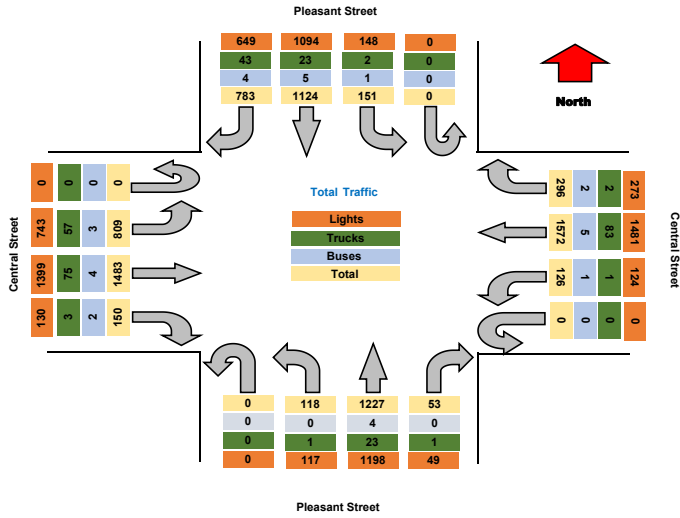 Pleasant Street
649 1094 148 0
43 23 2 0
4 5 1 0
783 1124 151 0
North
0 0 0 0
743 57 3 809
1399 75 4 1483
130 3 2 150
Central Street
Total Traffic
Lights
Trucks
Buses
Total
296 2 2 273
1572 5 83 1481
126 1 1 124
0 0 0 0
Central Street
0 118 1227 53
0 0 4 0
0 1 23 1
0 117 1198 49
Pleasant Street